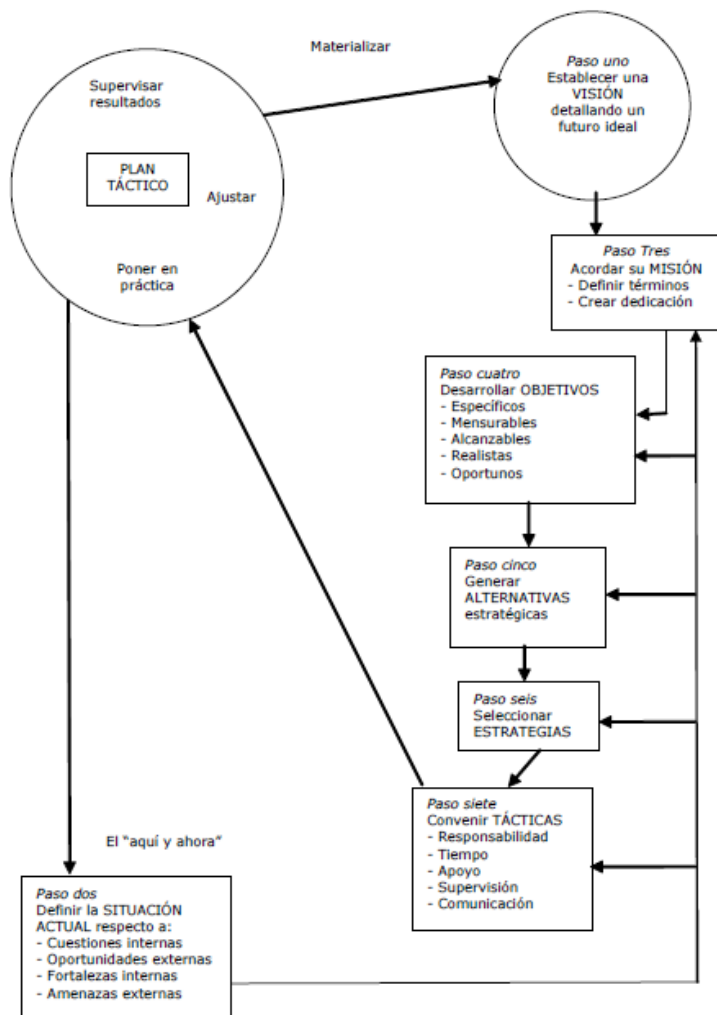 Materializar
Supervisar
resultados
PLAN
TÁCTICO
Ajustar
Poner en
práctica
Paso uno
Establecer una
VISIÓN
detallando un
futuro ideal
Paso Tres
Acordar su MISIÓN
- Definir términos
- Crear dedicación
Paso cuatro
Desarrollar OBJETIVOS
- Específicos
- Mensurables
- Alcanzables
- Realistas
- Oportunos
Paso cinco
Generar
ALTERNATIVAS
estratégicas
Paso seis
Seleccionar
ESTRATEGIAS
Paso siete
Convenir TÁCTICAS
- Responsabilidad
- Tiempo
- Apoyo
- Supervisión
- Comunicación
El "aquí y ahora"
Paso dos
Definir la SITUACIÓN
ACTUAL respecto a:
- Cuestiones internas
- Oportunidades externas
- Fortalezas internas
- Amenazas externas